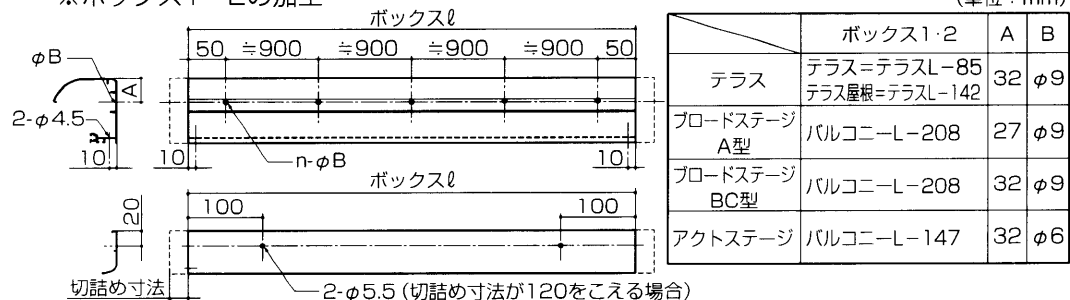 ※ボックス1・2の加工
(単位：mm)
ボックスℓ
50 ≒900 ≒900 ≒900 ≒900 50
φB
A
2-φ4.5
10
10
n-φB
10
ボックスℓ
20
100
100
切詰め寸法
2-φ5.5 (切詰め寸法が120をこえる場合)
ボックス1・2 A B
テラス テラス=テラスL-85 テラス屋根=テラスL-142 32 φ9
ブロードステージA型 バルコニーL-208 27 φ9
ブロードステージBC型 バルコニーL-208 32 φ9
アクトステージ バルコニーL-147 32 φ6